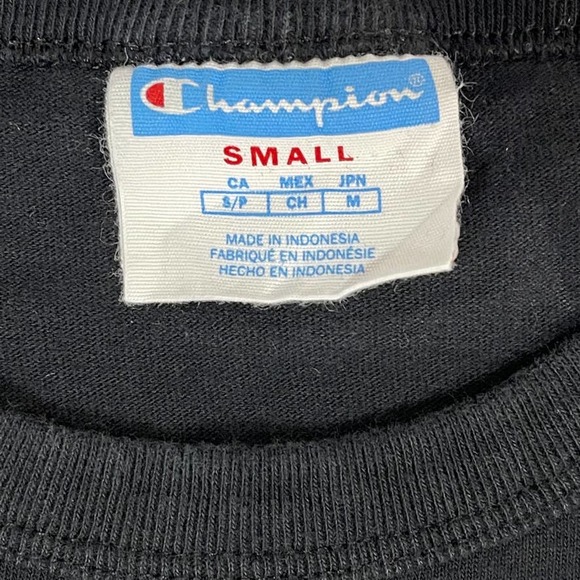 Champion®
SMALL
CA MEX JPN
S/P CH M
MADE IN INDONESIA
FABRIQUÉ EN INDONÉSIE
HECHO EN INDONESIA